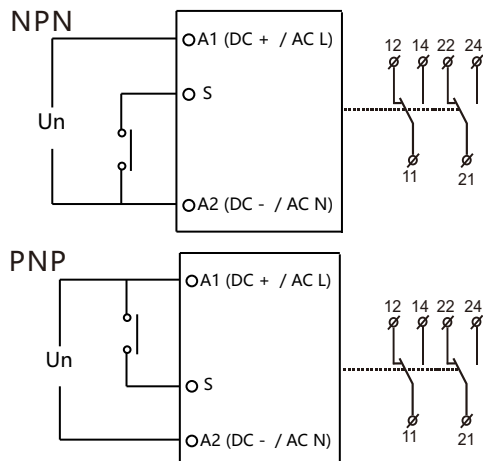 NPN
A1 (DC + / AC L)
S
Un
A2 (DC - / AC N)
12 14 22 24
11 21
PNP
A1 (DC + / AC L)
Un
S
A2 (DC - / AC N)
12 14 22 24
11 21